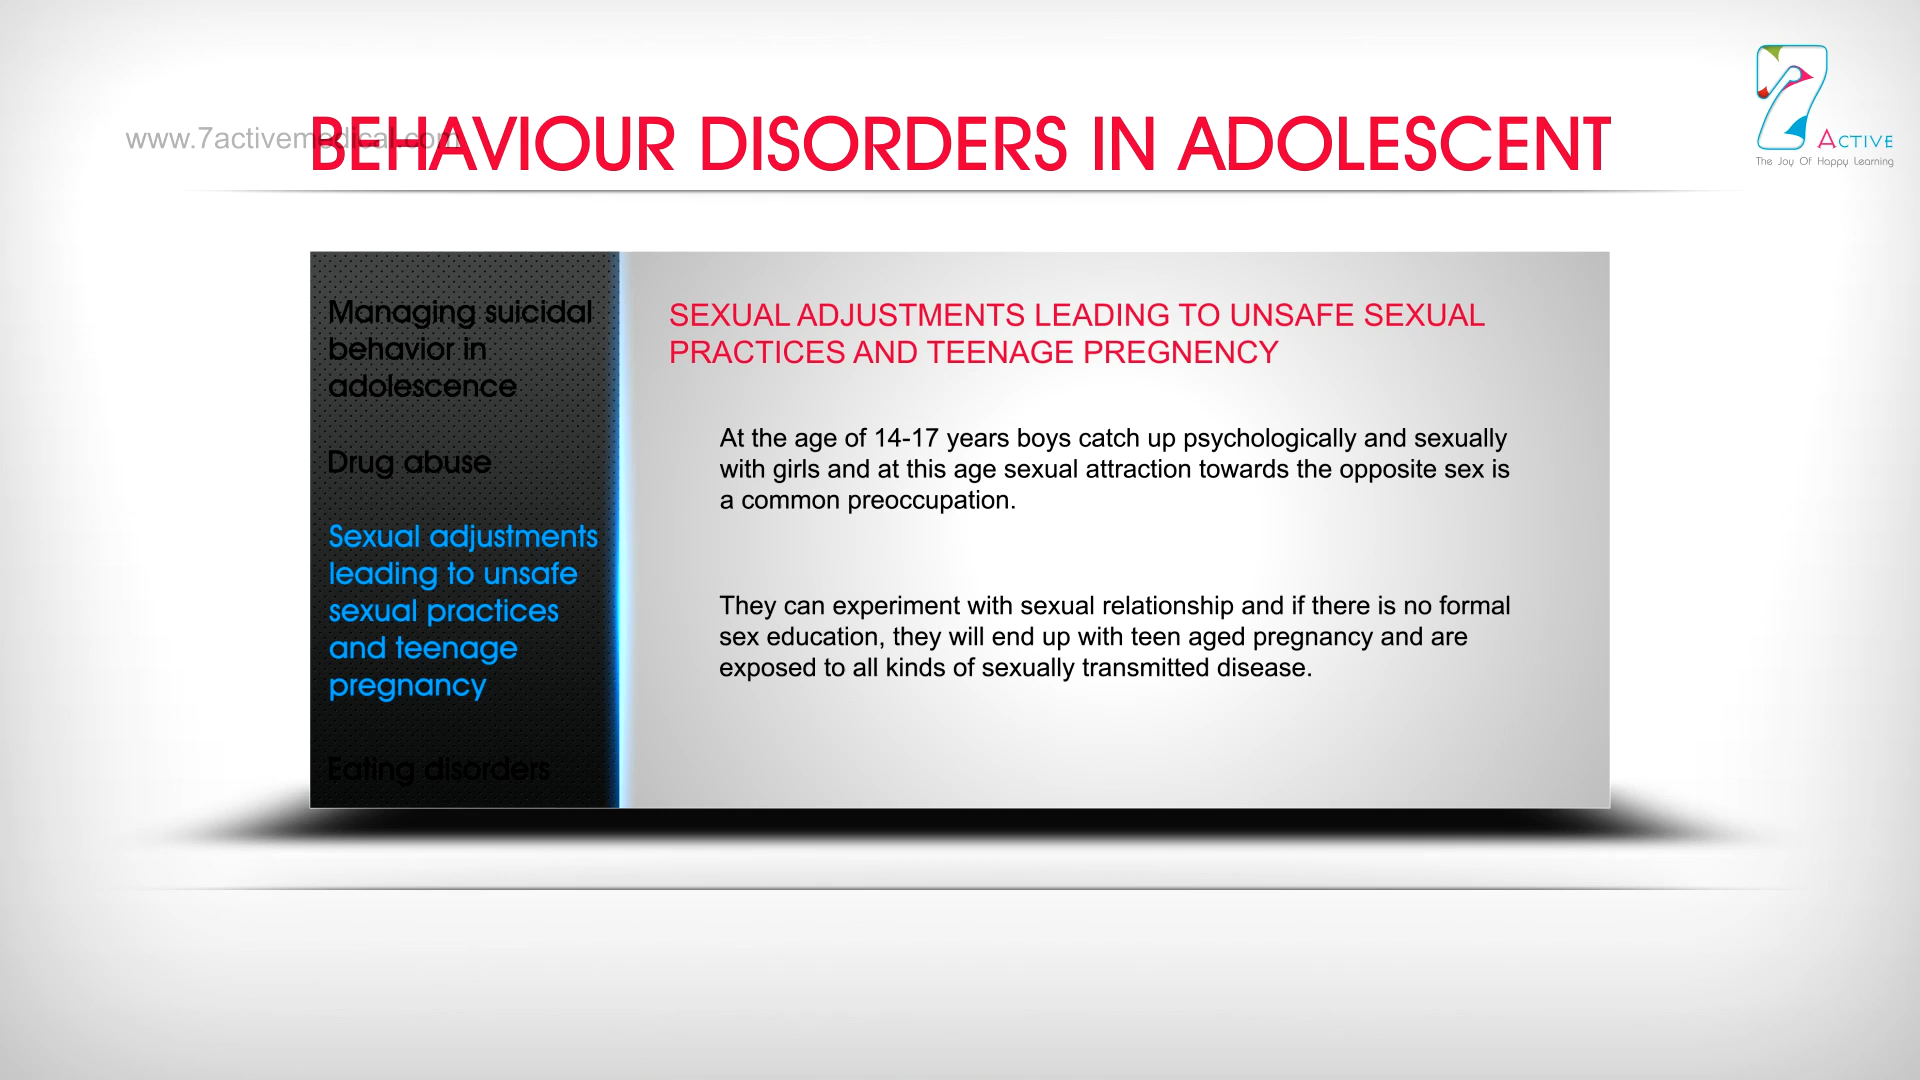 www.7activemedical.com
BEHAVIOUR DISORDERS IN ADOLESCENT
7
ACTIVE
The Joy Of Happy Learning
Managing suicidal
behavior in
adolescence
Drug abuse
Sexual adjustments
leading to unsafe
sexual practices
and teenage
pregnancy
Eating disorders
SEXUAL ADJUSTMENTS LEADING TO UNSAFE SEXUAL
PRACTICES AND TEENAGE PREGNENCY
At the age of 14-17 years boys catch up psychologically and sexually
with girls and at this age sexual attraction towards the opposite sex is
a common preoccupation.
They can experiment with sexual relationship and if there is no formal
sex education, they will end up with teen aged pregnancy and are
exposed to all kinds of sexually transmitted disease.